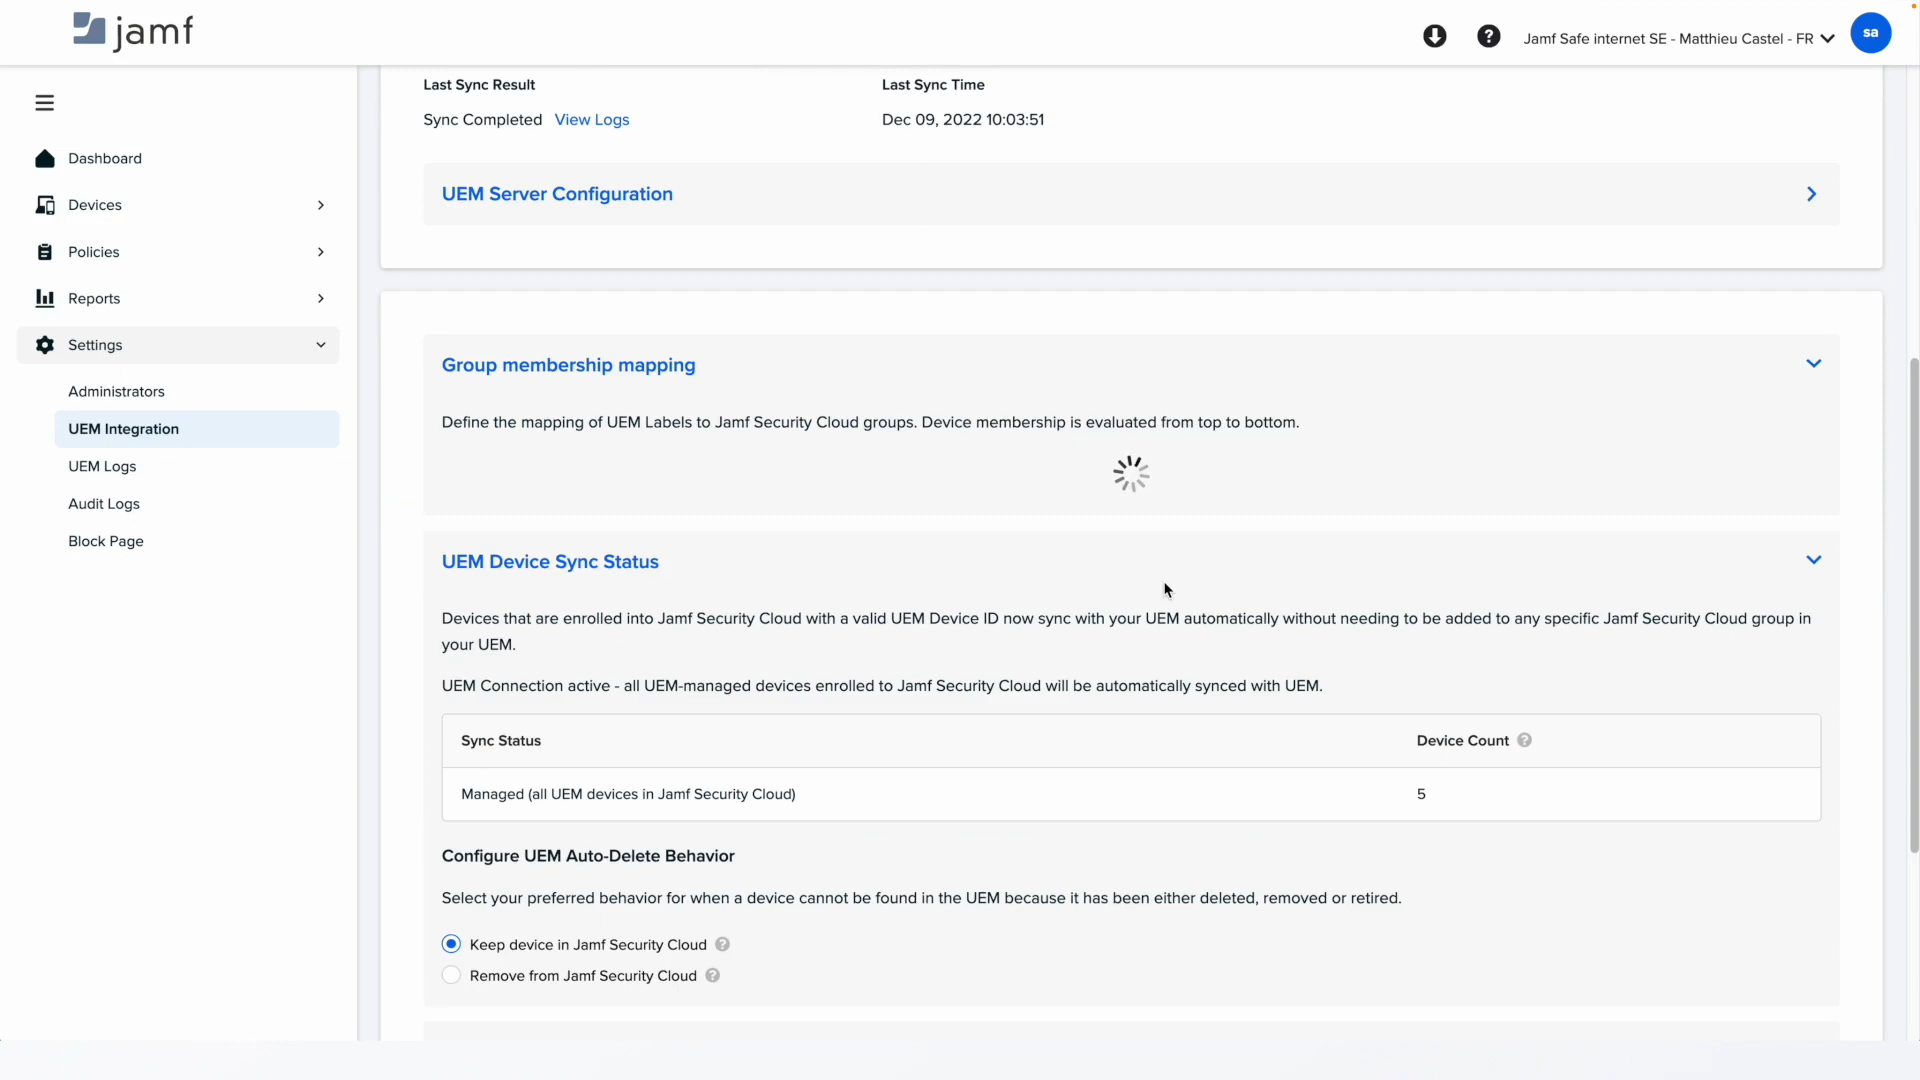 jamf
Jamf Safe internet SE - Matthieu Castel - FR
sa
Dashboard
Devices
Policies
Reports
Settings
Administrators
UEM Integration
UEM Logs
Audit Logs
Block Page
Last Sync Result
Last Sync Time
Sync Completed View Logs
Dec 09, 2022 10:03:51
UEM Server Configuration
Group membership mapping
Define the mapping of UEM Labels to Jamf Security Cloud groups. Device membership is evaluated from top to bottom.
UEM Device Sync Status
Devices that are enrolled into Jamf Security Cloud with a valid UEM Device ID now sync with your UEM automatically without needing to be added to any specific Jamf Security Cloud group in
your UEM.
UEM Connection active - all UEM-managed devices enrolled to Jamf Security Cloud will be automatically synced with UEM.
Sync Status
Device Count ?
Managed (all UEM devices in Jamf Security Cloud)
5
Configure UEM Auto-Delete Behavior
Select your preferred behavior for when a device cannot be found in the UEM because it has been either deleted, removed or retired.
Keep device in Jamf Security Cloud ?
Remove from Jamf Security Cloud ?